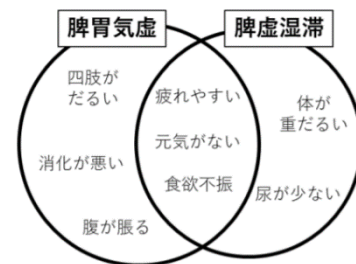 脾胃気虚
脾虚湿滞
四肢が
だるい
消化が悪い
腹が脹る
疲れやすい
元気がない
食欲不振
体が
重だるい
尿が少ない